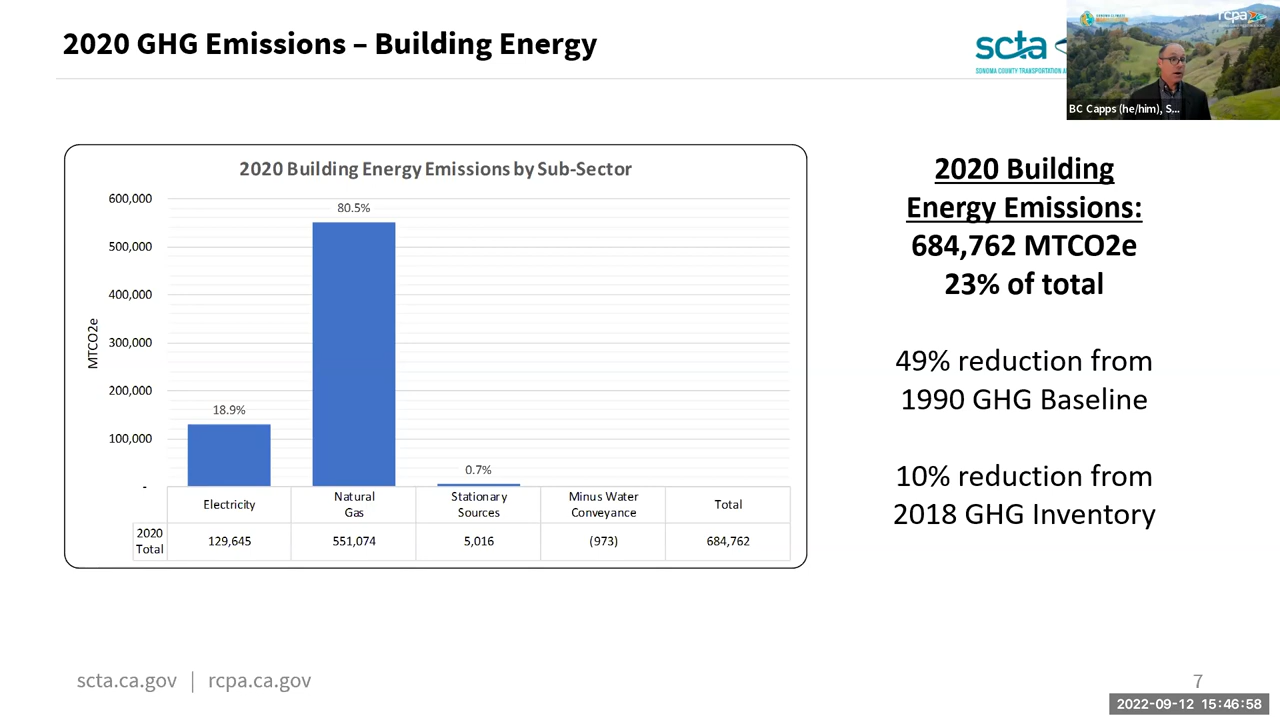 2020 GHG Emissions – Building Energy
scta
SONOMA COUNTY TRANSPORTATION
rcpa
BC Capps (he/him), S...
2020 Building Energy Emissions by Sub-Sector
MTCO2e
600,000
500,000
400,000
300,000
200,000
100,000
-
18.9%
80.5%
0.7%
Electricity
Natural
Gas
Stationary
Sources
Minus Water
Conveyance
Total
2020
Total
129,645
551,074
5,016
(973)
684,762
2020 Building
Energy Emissions:
684,762 MTCO2e
23% of total
49% reduction from
1990 GHG Baseline
10% reduction from
2018 GHG Inventory
scta.ca.gov | rcpa.ca.gov
7
2022-09-12 15:46:58